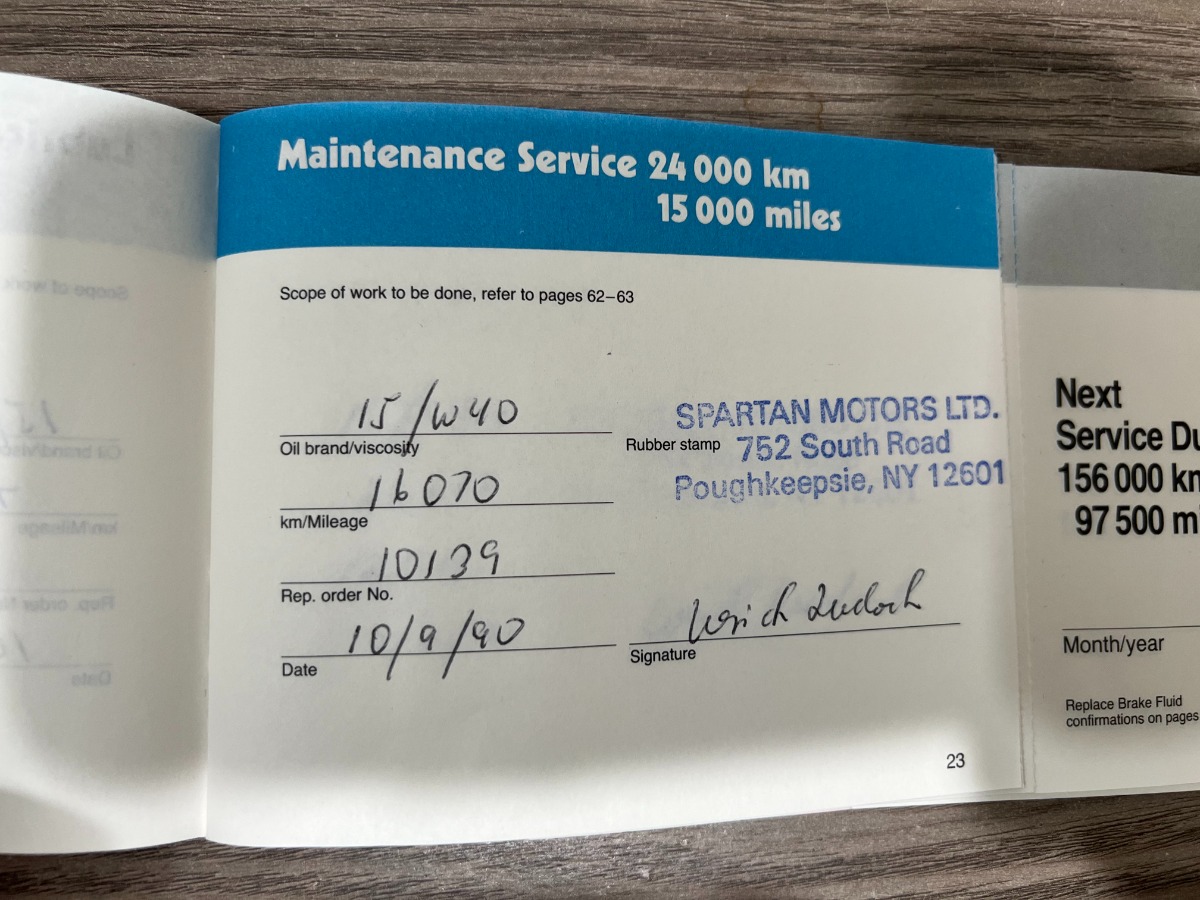 Maintenance Service 24 000 km
15 000 miles
Scope of work to be done, refer to pages 62–63
15/W40
Oil brand/viscosity
16070
km/Mileage
10139
Rep. order No.
10/9/90
Date
SPARTAN MOTORS LTD.
Rubber stamp 752 South Road
Poughkeepsie, NY 12601
Signature
23
Next
Service Du
156 000 km
97 500 mi
Month/year
Replace Brake Fluid
confirmations on pages